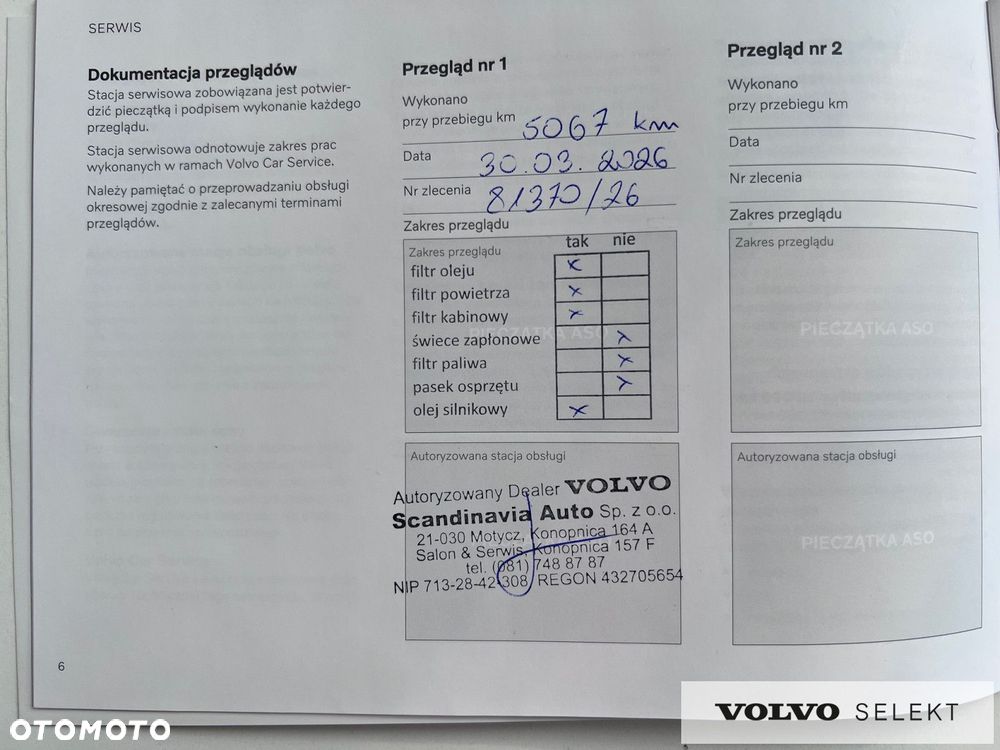 SERWIS
Dokumentacja przeglądów
Stacja serwisowa zobowiązana jest potwier-
dzić pieczątką i podpisem wykonanie każdego
przeglądu.
Stacja serwisowa odnotowuje zakres prac
wykonanych w ramach Volvo Car Service.
Należy pamiętać o przeprowadzaniu obsługi
okresowej zgodnie z zalecanymi terminami
przeglądów.
6
Przegląd nr 1
Wykonano
przy przebiegu km 5067 km
Data 30.03.2026
Nr zlecenia 81370/26
Zakres przeglądu
Zakres przeglądu tak nie
filtr oleju x
filtr powietrza x
filtr kabinowy x
PIECZĄTKA ASO
świece zapłonowe x
filtr paliwa x
pasek osprzętu x
olej silnikowy x
Autoryzowana stacja obsługi
Autoryzowany Dealer VOLVO
Scandinavia Auto Sp. z o.o.
21-030 Motycz, Konopnica 164 A
Salon & Serwis, Konopnica 157 F
tel. (081) 748 87 87
NIP 713-28-42-308, REGON 432705654
Przegląd nr 2
Wykonano
przy przebiegu km
Data
Nr zlecenia
Zakres przeglądu
Zakres przeglądu
PIECZĄTKA ASO
Autoryzowana stacja obsługi
PIECZĄTKA ASO
OTOMOTO
VOLVO SELEKT